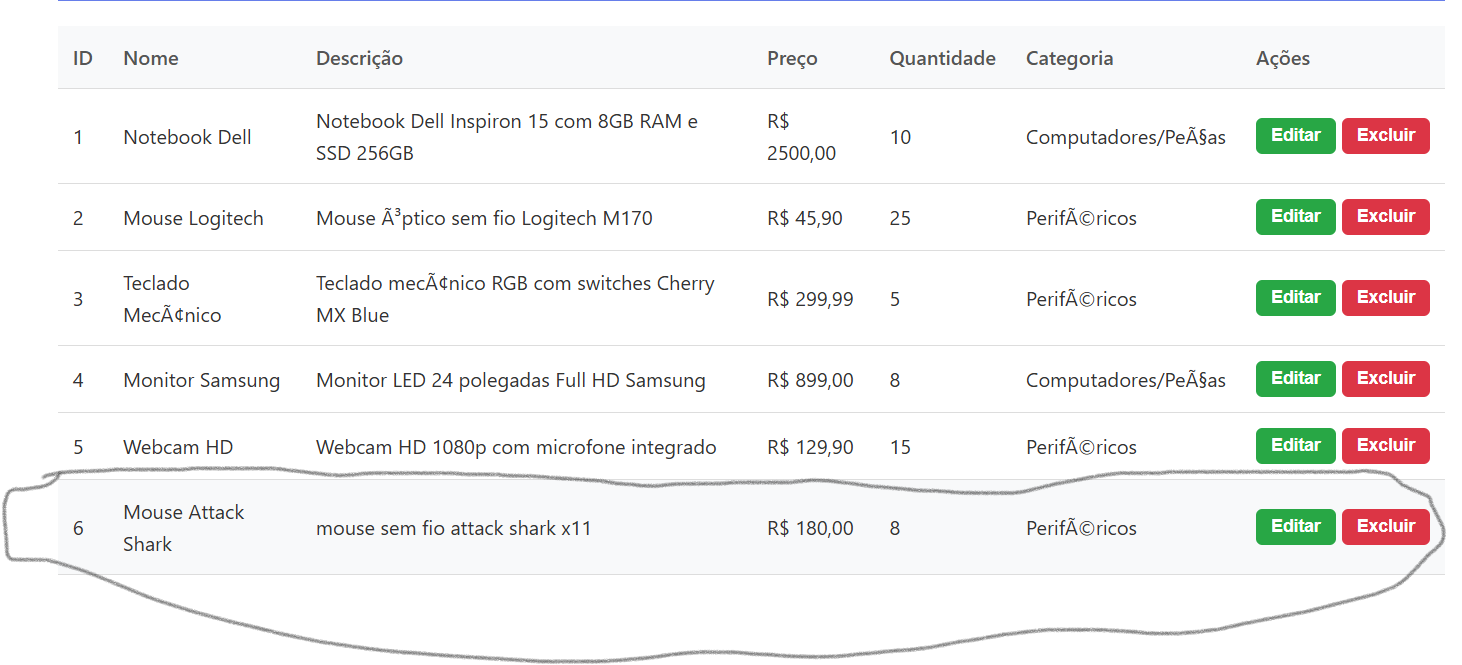 ID Nome Descrição Preço Quantidade Categoria Ações
1 Notebook Dell Notebook Dell Inspiron 15 com 8GB RAM e SSD 256GB R$ 2500,00 10 Computadores/PeÃ§as Editar Excluir
2 Mouse Logitech Mouse Ã³ptico sem fio Logitech M170 R$ 45,90 25 PerifÃ©ricos Editar Excluir
3 Teclado MecÃ¢nico Teclado mecÃ¢nico RGB com switches Cherry MX Blue R$ 299,99 5 PerifÃ©ricos Editar Excluir
4 Monitor Samsung Monitor LED 24 polegadas Full HD Samsung R$ 899,00 8 Computadores/PeÃ§as Editar Excluir
5 Webcam HD Webcam HD 1080p com microfone integrado R$ 129,90 15 PerifÃ©ricos Editar Excluir
6 Mouse Attack Shark mouse sem fio attack shark x11 R$ 180,00 8 PerifÃ©ricos Editar Excluir